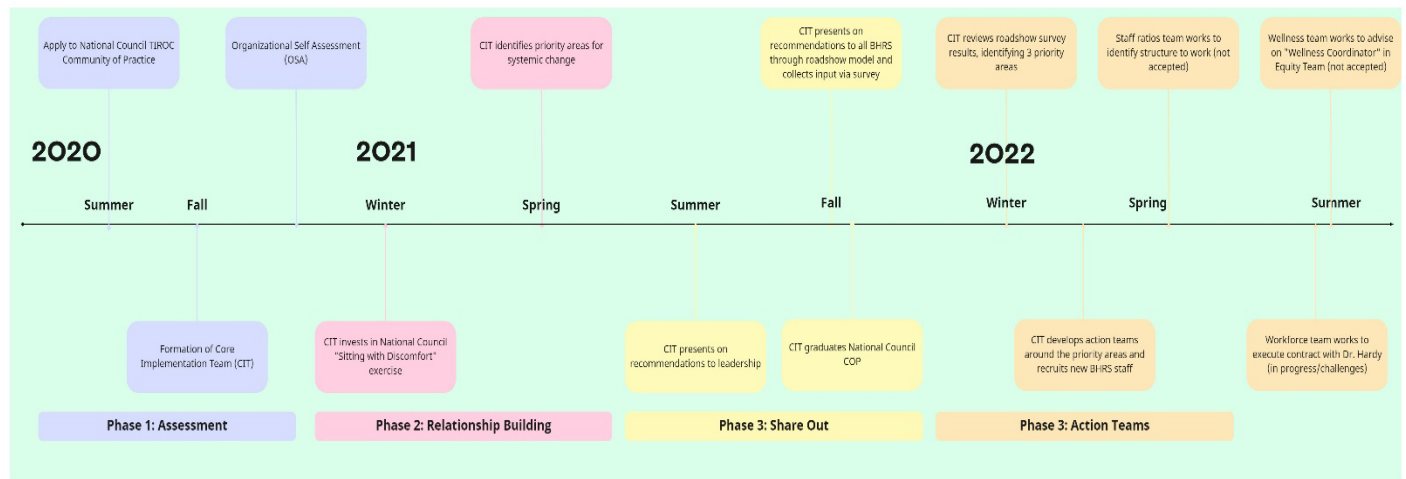 Apply to National Council TIROC
Community of Practice
Organizational Self Assessment
(OSA)
CIT identifies priority areas for
systemic change
CIT presents on
recommendations to all BHRS
through roadshow model and
collects input via survey
CIT reviews roadshow survey
results, identifying 3 priority
areas
Staff ratios team works to
identify structure to work (not
accepted)
Wellness team works to advise
on "Wellness Coordinator" in
Equity Team (not accepted)
2020
2021
2022
Summer
Fall
Winter
Spring
Summer
Fall
Winter
Spring
Summer
Formation of Core
Implementation Team (CIT)
CIT invests in National Council
"Sitting with Discomfort"
exercise
CIT presents on
recommendations to leadership
CIT graduates National Council
COP
CIT develops action teams
around the priority areas and
recruits new BHRS staff
Workforce team works to
execute contract with Dr. Hardy
(in progress/challenges)
Phase 1: Assessment
Phase 2: Relationship Building
Phase 3: Share Out
Phase 3: Action Teams